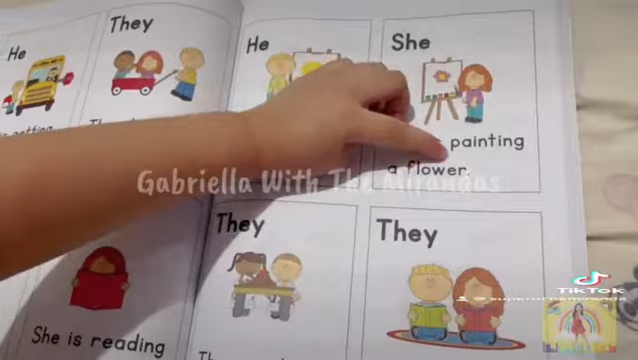 He
They
He
She
painting
a flower.
Gabriella With The Mirandas
They
They
She is reading
TikTok